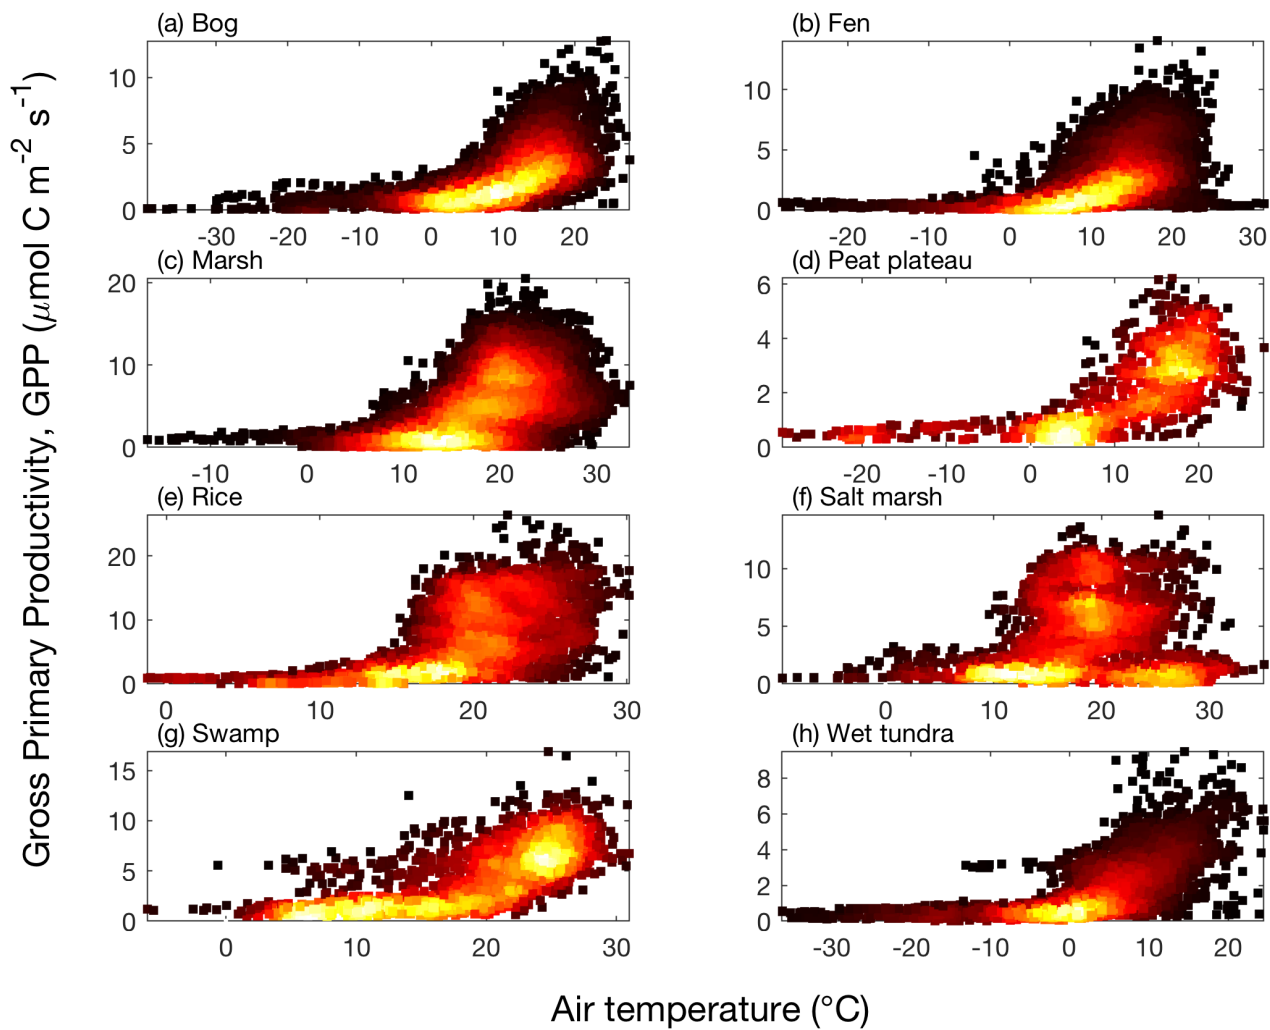 (a) Bog
(b) Fen
Gross Primary Productivity, GPP (μmol C m-2 s-1)
10
5
0
-30 -20 -10 0 10 20
10
5
0
-20 -10 0 10 20 30
(c) Marsh
(d) Peat plateau
20
10
0
-10 0 10 20 30
6
4
2
0
-20 -10 0 10 20
(e) Rice
(f) Salt marsh
20
10
0
0 10 20 30
10
5
0
0 10 20 30
(g) Swamp
(h) Wet tundra
15
10
5
0
0 10 20 30
8
6
4
2
0
-30 -20 -10 0 10 20
Air temperature (°C)